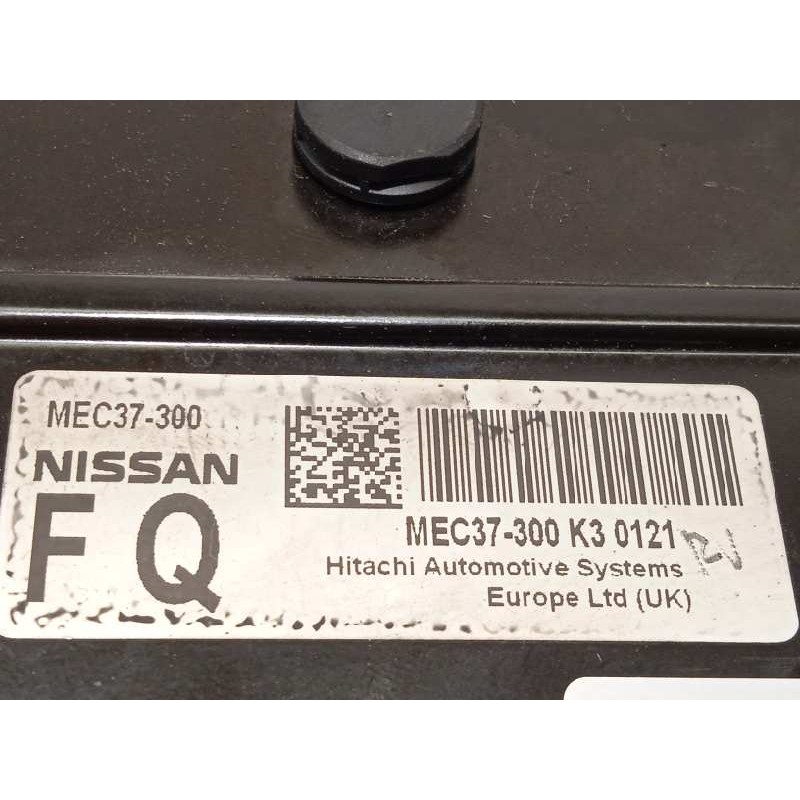 MEC37-300
NISSAN
F Q
MEC37-300 K3 0121
Hitachi Automotive Systems
Europe Ltd (UK)